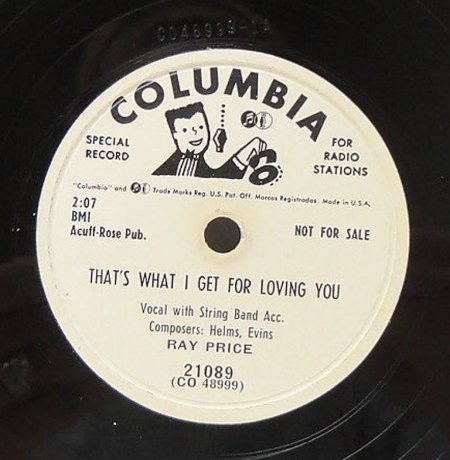 CO48999-1A
COLUMBIA
SPECIAL
RECORD
FOR
RADIO
STATIONS
"Columbia" and Trade Marks Reg. U.S. Pat. Off. Marcas Registradas. Made in U.S.A.
2:07
BMI
Acuff-Rose Pub.
NOT FOR SALE
THAT'S WHAT I GET FOR LOVING YOU
Vocal with String Band Acc.
Composers: Helms, Evins
RAY PRICE
21089
(CO 48999)